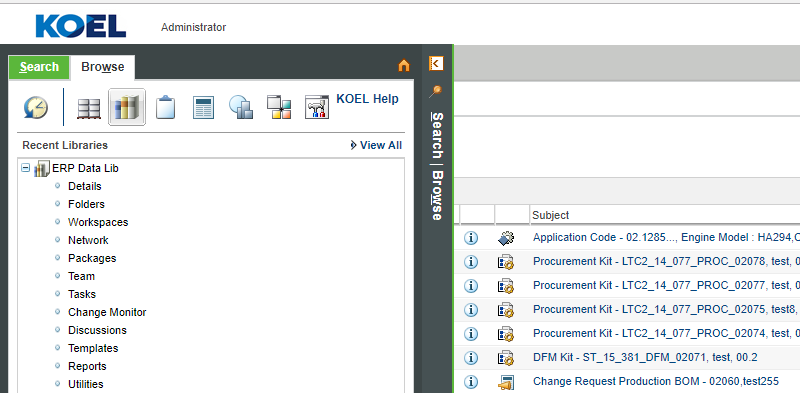 KOEL
Administrator
Search
Browse
KOEL Help
Recent Libraries
View All
ERP Data Lib
Details
Folders
Workspaces
Network
Packages
Team
Tasks
Change Monitor
Discussions
Templates
Reports
Utilities
Search | Browse
Subject
Application Code - 02.1285..., Engine Model : HA294,
Procurement Kit - LTC2_14_077_PROC_02078, test, 0
Procurement Kit - LTC2_14_077_PROC_02077, test, 0
Procurement Kit - LTC2_14_077_PROC_02075, test8,
Procurement Kit - LTC2_14_077_PROC_02074, test, 0
DFM Kit - ST_15_381_DFM_02071, test, 00.2
Change Request Production BOM - 02060,test255